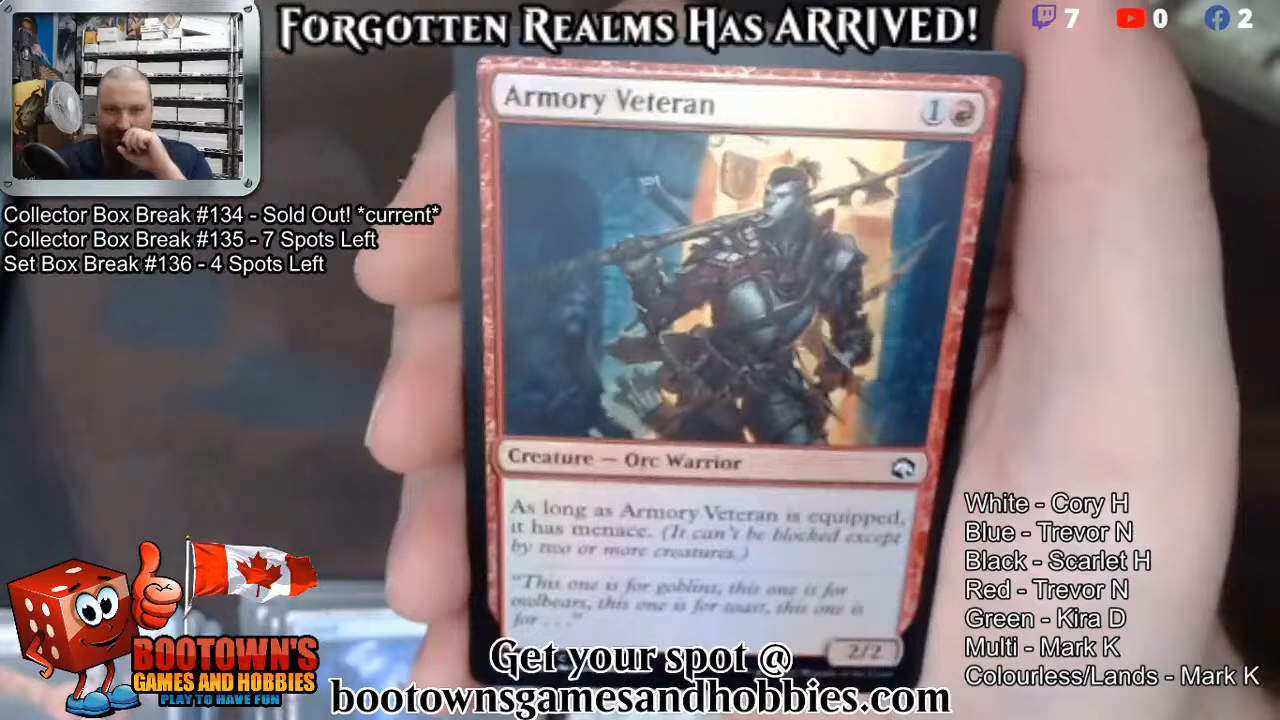 FORGOTTEN REALMS HAS ARRIVED!
7 0 2
Armory Veteran 1
Collector Box Break #134 - Sold Out! *current*
Collector Box Break #135 - 7 Spots Left
Set Box Break #136 - 4 Spots Left
Creature — Orc Warrior
As long as Armory Veteran is equipped,
it has menace. (It can't be blocked except
by two or more creatures.)
"This one is for goblins, this one is for
owlbears, this one is for toast, this one is
for . . ."
2/2
White - Cory H
Blue - Trevor N
Black - Scarlet H
Red - Trevor N
Green - Kira D
Multi - Mark K
Colourless/Lands - Mark K
BOOTOWN'S
GAMES AND HOBBIES
PLAY TO HAVE FUN
Get your spot @
bootownsgamesandhobbies.com